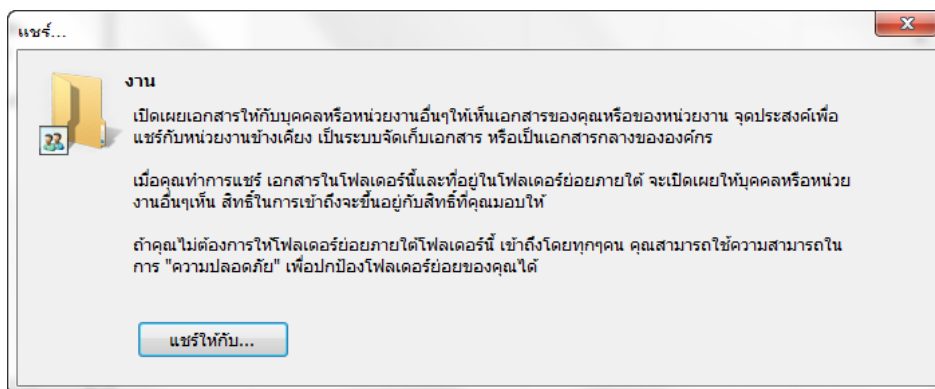 แชร์...
งาน
เปิดเผยเอกสารให้กับบุคคลหรือหน่วยงานอื่นๆให้เห็นเอกสารของคุณหรือของหน่วยงาน จุดประสงค์เพื่อ
แชร์กับหน่วยงานข้างเคียง เป็นระบบจัดเก็บเอกสาร หรือเป็นเอกสารกลางขององค์กร
เมื่อคุณทำการแชร์ เอกสารในโฟลเดอร์นี้และที่อยู่ในโฟลเดอร์ย่อยภายใต้ จะเปิดเผยให้บุคคลหรือหน่วย
งานอื่นๆเห็น สิทธิ์ในการเข้าถึงจะขึ้นอยู่กับสิทธิ์ที่คุณมอบให้
ถ้าคุณไม่ต้องการให้โฟลเดอร์ย่อยภายใต้โฟลเดอร์นี้ เข้าถึงโดยทุกๆคน คุณสามารถใช้ความสามารถใน
การ "ความปลอดภัย" เพื่อปกป้องโฟลเดอร์ย่อยของคุณได้
แชร์ให้กับ...